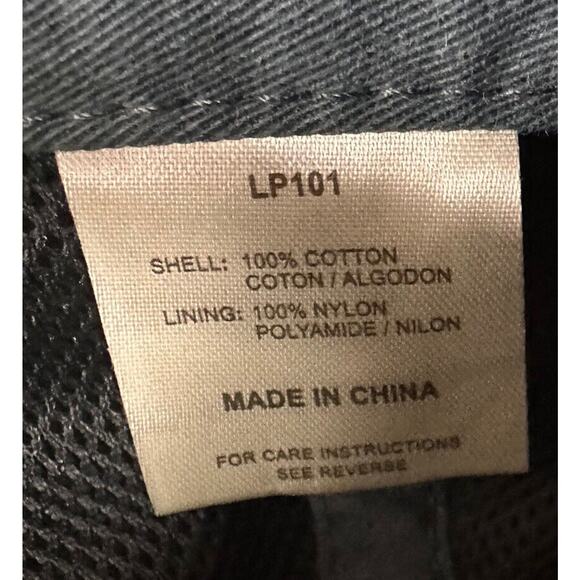 LP101
SHELL: 100% COTTON
COTON / ALGODON
LINING: 100% NYLON
POLYAMIDE / NILON
MADE IN CHINA
FOR CARE INSTRUCTIONS
SEE REVERSE